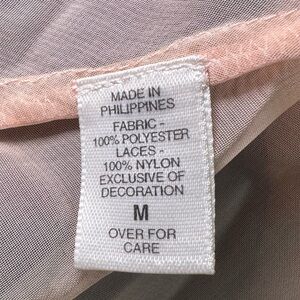 MADE IN
PHILIPPINES
FABRIC -
100% POLYESTER
LACES -
100% NYLON
EXCLUSIVE OF
DECORATION
M
OVER FOR
CARE